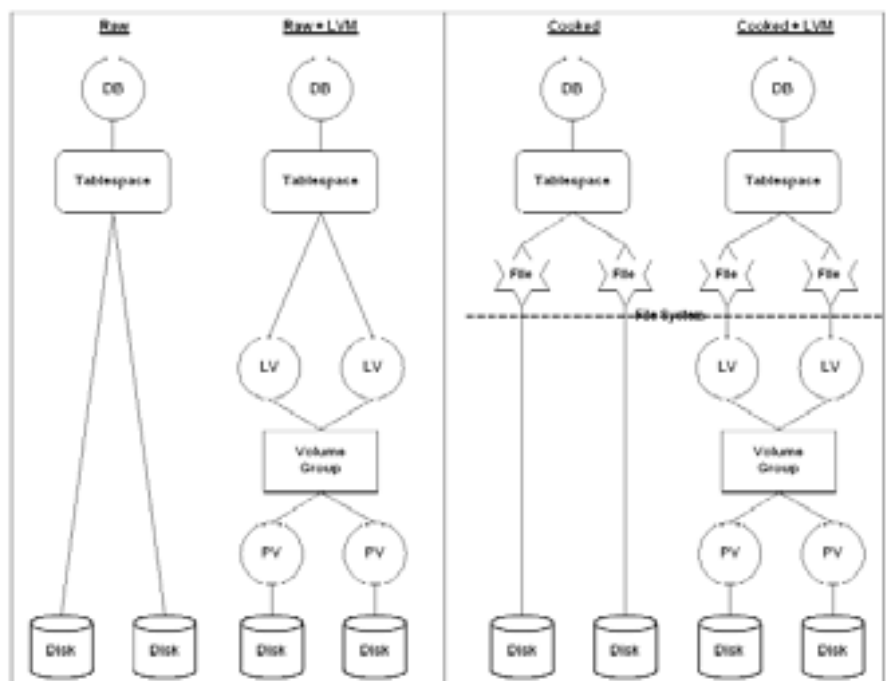 Raw
Raw + LVM
Cooked
Cooked + LVM
DB
DB
DB
DB
Tablespace
Tablespace
Tablespace
Tablespace
File
File
File
File
File System
LV
LV
LV
LV
Volume
Group
Volume
Group
PV
PV
PV
PV
Disk
Disk
Disk
Disk
Disk
Disk
Disk
Disk